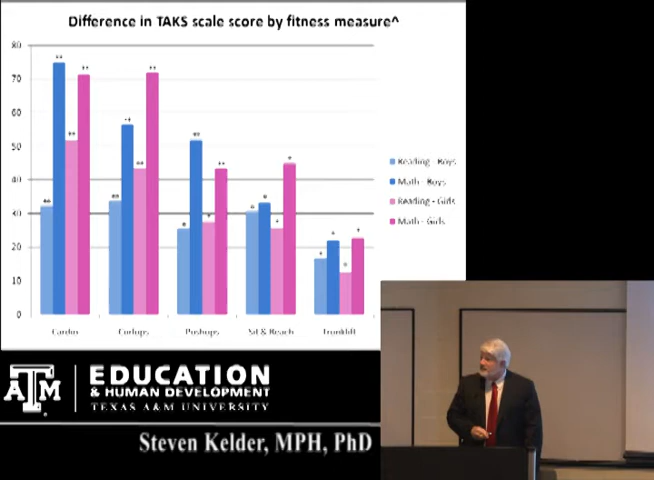 Difference in TAKS scale score by fitness measure^
80
70
60
50
40
30
20
10
0
** ** ** **
** ** ** **
* ** * **
* * * *
* * * *
Cardio Curlups Pushups Sit & Reach Trunklift
Reading - Boys
Math - Boys
Reading - Girls
Math - Girls
ATM
EDUCATION
& HUMAN DEVELOPMENT
TEXAS A&M UNIVERSITY
Steven Kelder, MPH, PhD